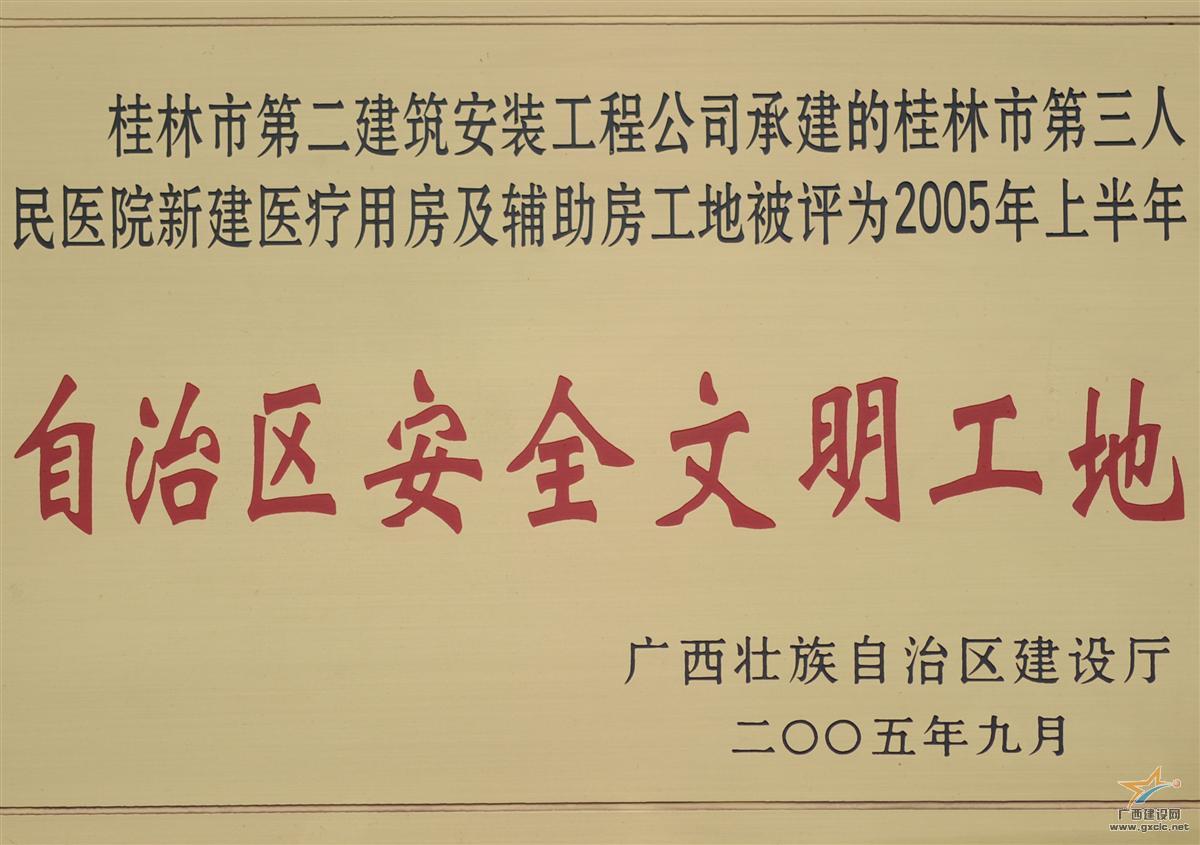 桂林市第二建筑安装工程公司承建的桂林市第三人
民医院新建医疗用房及辅助房工地被评为2005年上半年
自治区安全文明工地
广西壮族自治区建设厅
二〇〇五年九月
广西建设网
www.gxcic.net